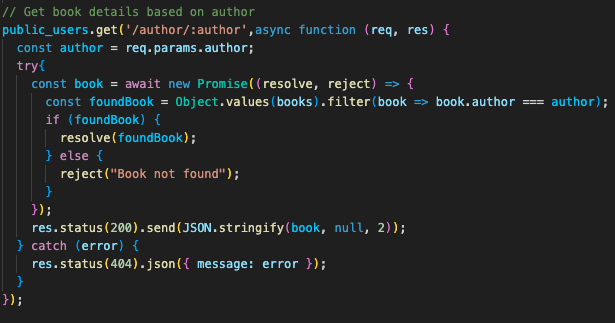 // Get book details based on author
public_users.get('/author/:author',async function (req, res) {
  const author = req.params.author;
  try{
    const book = await new Promise((resolve, reject) => {
      const foundBook = Object.values(books).filter(book => book.author === author);
      if (foundBook) {
        resolve(foundBook);
      } else {
        reject("Book not found");
      }
    });
    res.status(200).send(JSON.stringify(book, null, 2));
  } catch (error) {
    res.status(404).json({ message: error });
  }
});